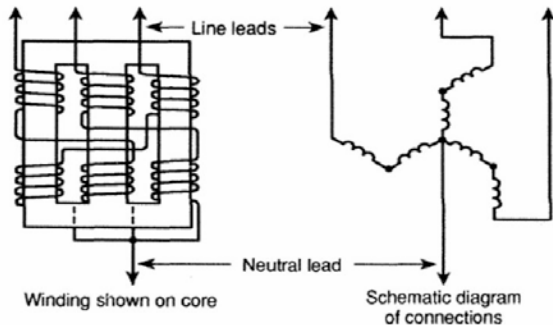 Line leads
Neutral lead
Winding shown on core
Schematic diagram
of connections